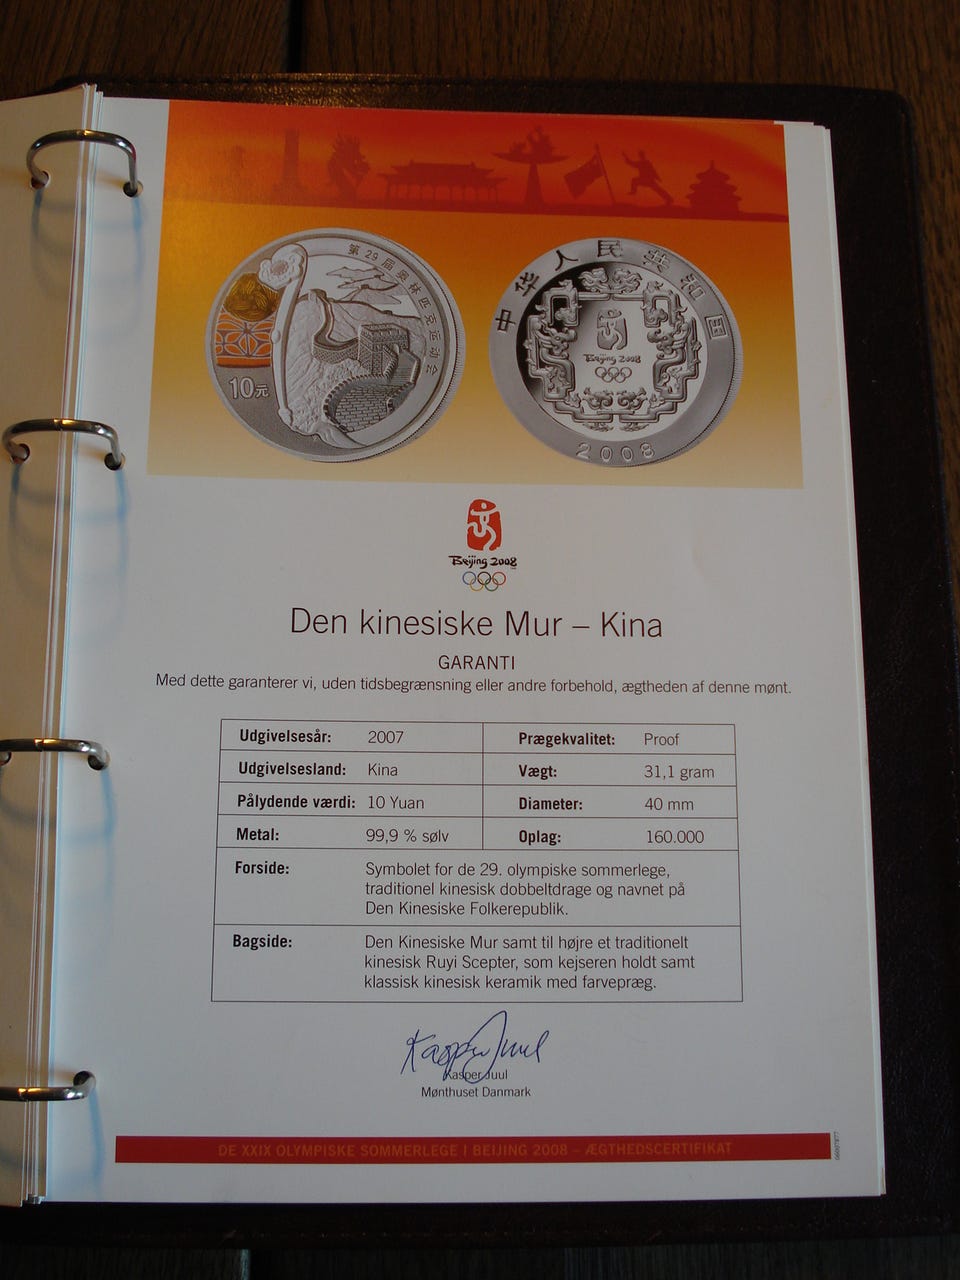 第29届奥林匹克运动会
10元
中华人民共和国
Beijing 2008
2008
Beijing 2008
Den kinesiske Mur – Kina
GARANTI
Med dette garanterer vi, uden tidsbegrænsning eller andre forbehold, ægtheden af denne mønt.
Udgivelsesår: 2007 Prægekvalitet: Proof
Udgivelsesland: Kina Vægt: 31,1 gram
Pålydende værdi: 10 Yuan Diameter: 40 mm
Metal: 99,9 % sølv Oplag: 160.000
Forside: Symbolet for de 29. olympiske sommerlege,
traditionel kinesisk dobbeltdrage og navnet på
Den Kinesiske Folkerepublik.
Bagside: Den Kinesiske Mur samt til højre et traditionelt
kinesisk Ruyi Scepter, som kejseren holdt samt
klassisk kinesisk keramik med farvepræg.
Kasper Juul
Kasper Juul
Mønthuset Danmark
DE XXIX OLYMPISKE SOMMERLEGE I BEIJING 2008 – ÆGTHEDSCERTIFIKAT